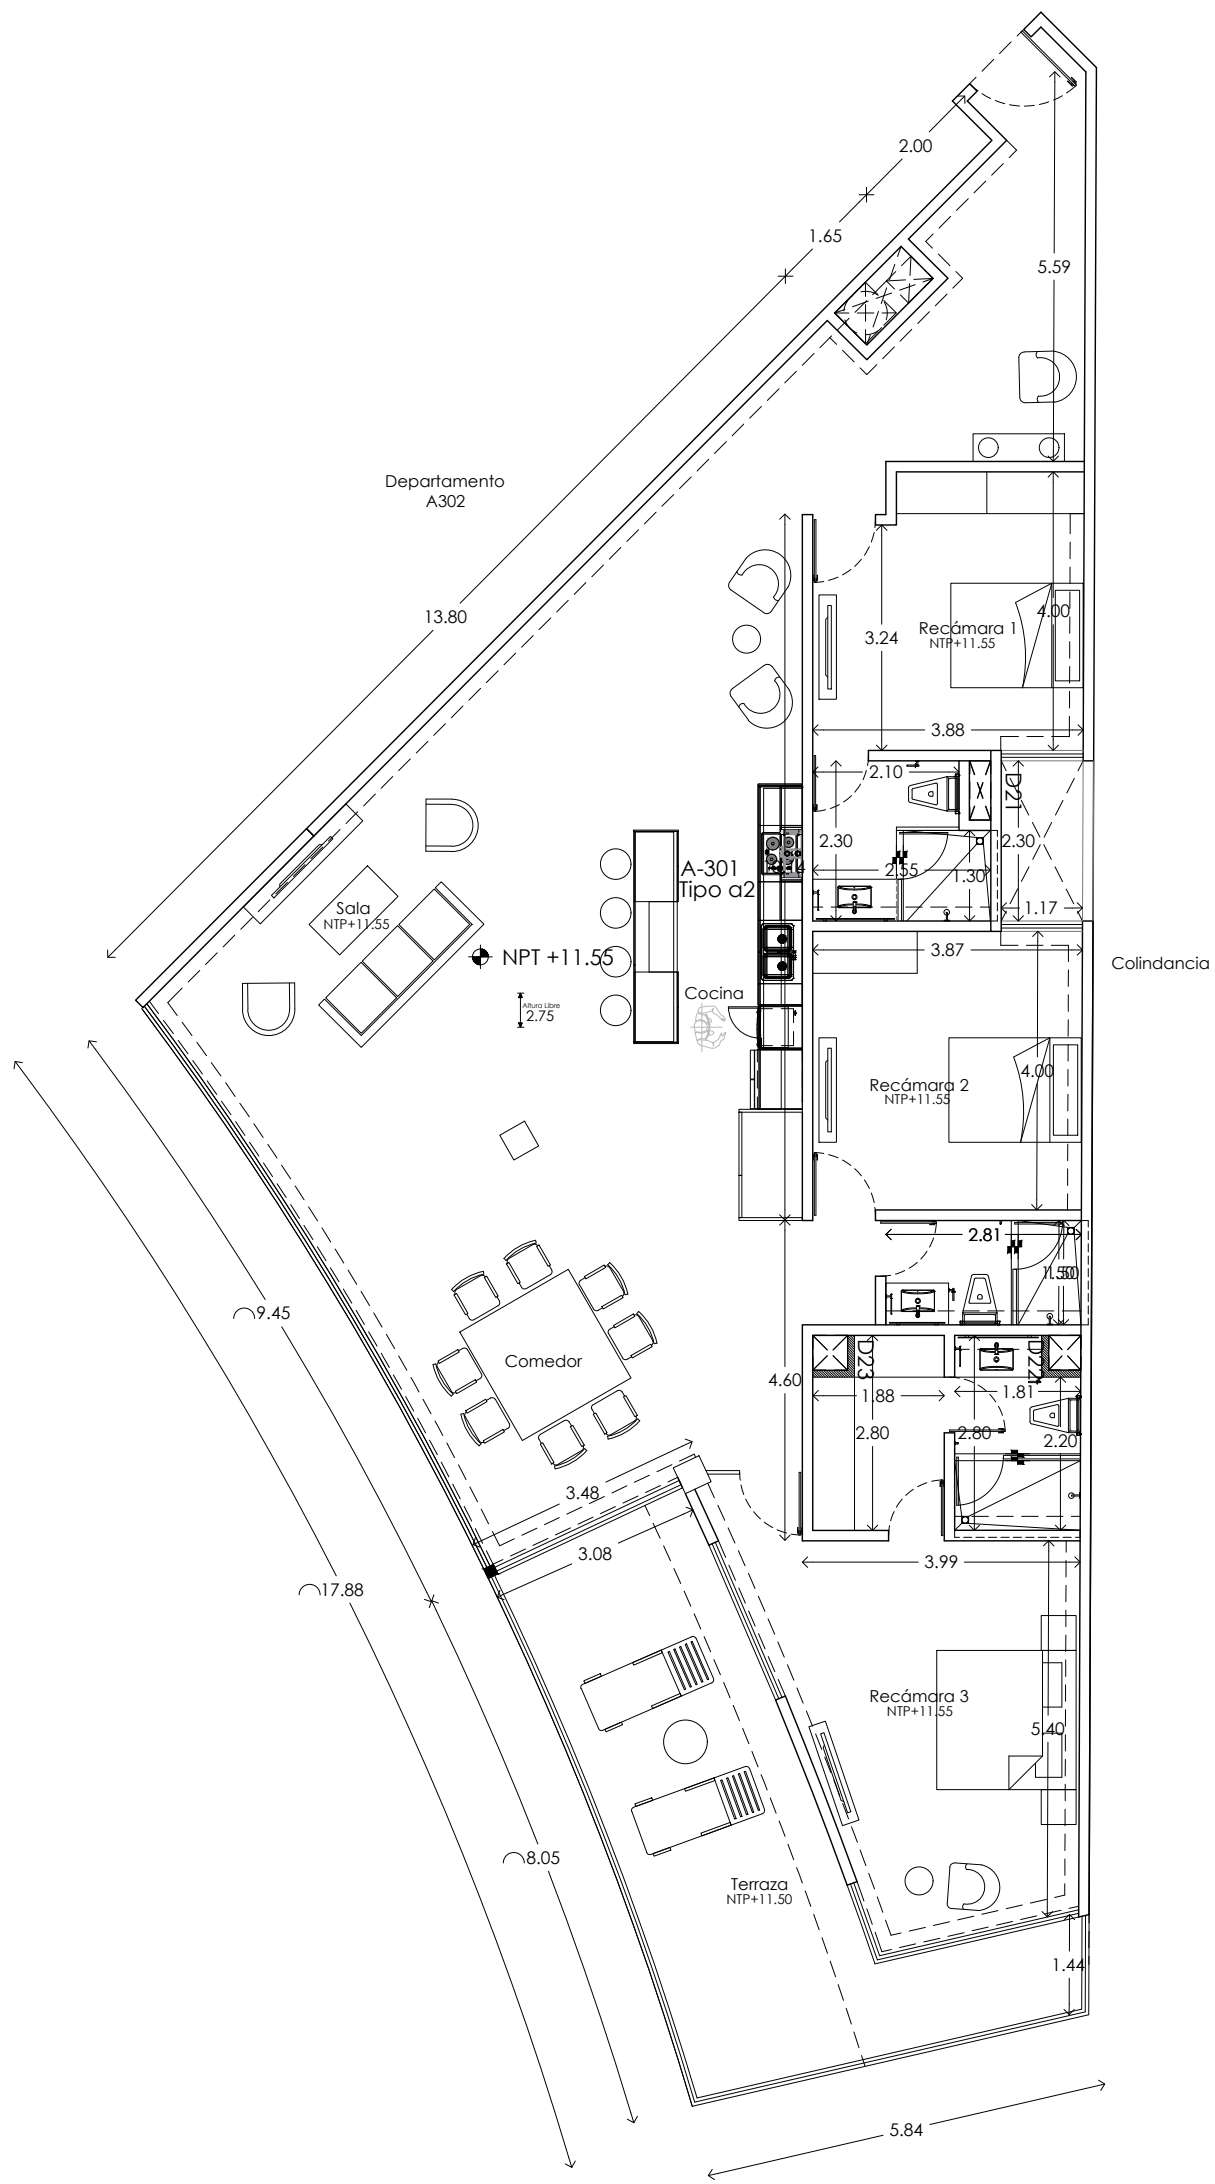 2.00
1.65
5.59
Departamento
A302
13.80
4.00
Recámara 1
NTP+11.55
3.24
3.88
2.10
D21
2.30
2.30
A-301
Tipo a2
2.55
1.30
1.17
Sala
NTP+11.55
3.87
NPT +11.55
Colindancia
Cocina
Altura Libre
2.75
4.00
Recámara 2
NTP+11.55
2.81
1.50
9.45
Comedor
D23
D22
4.60
1.88
1.81
2.80
2.80
2.20
3.48
3.08
3.99
17.88
Recámara 3
NTP+11.55
5.40
8.05
Terraza
NTP+11.50
1.44
5.84